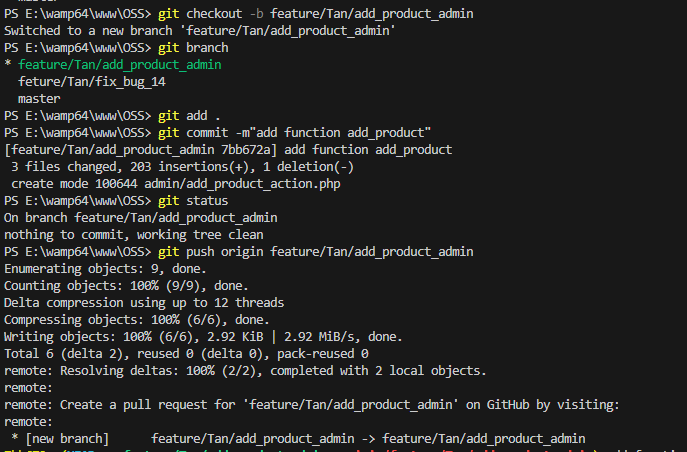 PS E:\wamp64\www\OSS> git checkout -b feature/Tan/add_product_admin
Switched to a new branch 'feature/Tan/add_product_admin'
PS E:\wamp64\www\OSS> git branch
* feature/Tan/add_product_admin
  feture/Tan/fix_bug_14
  master
PS E:\wamp64\www\OSS> git add .
PS E:\wamp64\www\OSS> git commit -m"add function add_product"
[feature/Tan/add_product_admin 7bb672a] add function add_product
 3 files changed, 203 insertions(+), 1 deletion(-)
 create mode 100644 admin/add_product_action.php
PS E:\wamp64\www\OSS> git status
On branch feature/Tan/add_product_admin
nothing to commit, working tree clean
PS E:\wamp64\www\OSS> git push origin feature/Tan/add_product_admin
Enumerating objects: 9, done.
Counting objects: 100% (9/9), done.
Delta compression using up to 12 threads
Compressing objects: 100% (6/6), done.
Writing objects: 100% (6/6), 2.92 KiB | 2.92 MiB/s, done.
Total 6 (delta 2), reused 0 (delta 0), pack-reused 0
remote: Resolving deltas: 100% (2/2), completed with 2 local objects.
remote:
remote: Create a pull request for 'feature/Tan/add_product_admin' on GitHub by visiting:
remote:
 * [new branch]      feature/Tan/add_product_admin -> feature/Tan/add_product_admin